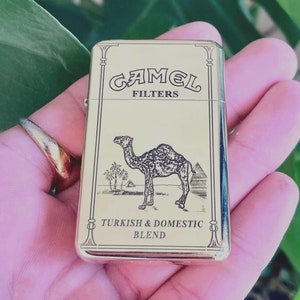 CAMEL
FILTERS
TURKISH & DOMESTIC
BLEND